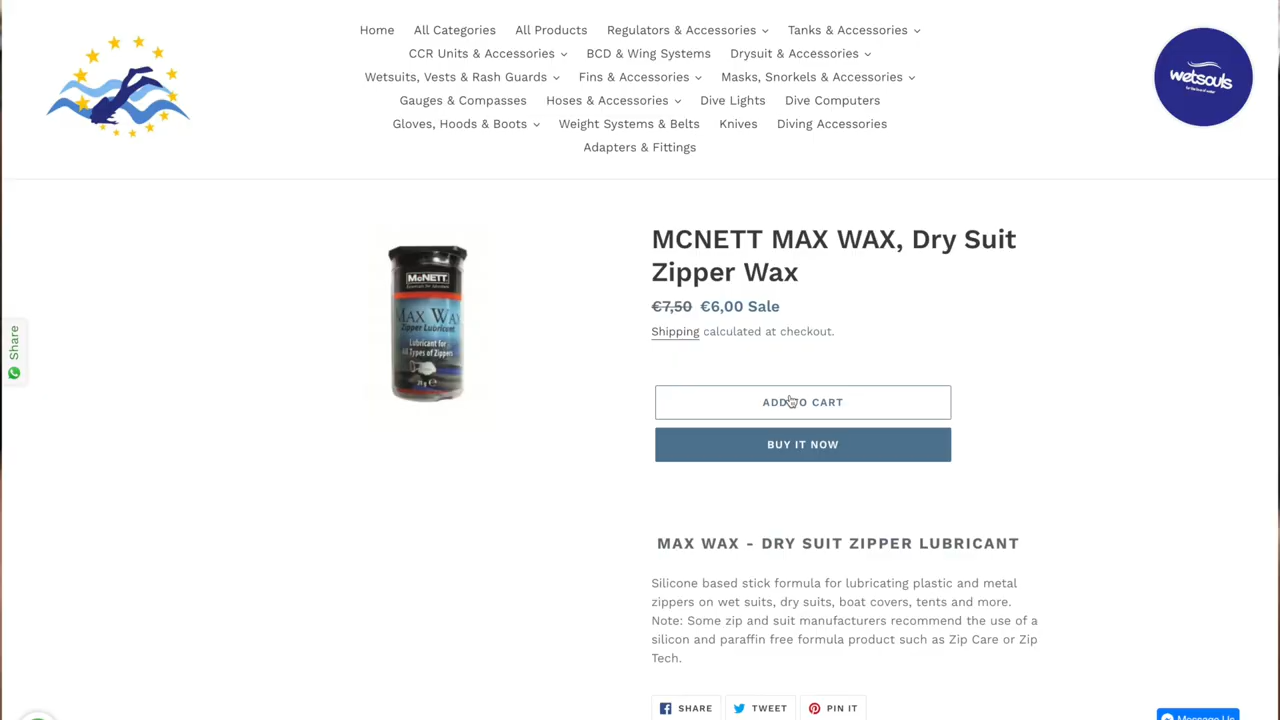 Home All Categories All Products Regulators & Accessories Tanks & Accessories
CCR Units & Accessories BCD & Wing Systems Drysuit & Accessories
Wetsuits, Vests & Rash Guards Fins & Accessories Masks, Snorkels & Accessories
Gauges & Compasses Hoses & Accessories Dive Lights Dive Computers
Gloves, Hoods & Boots Weight Systems & Belts Knives Diving Accessories
Adapters & Fittings
wetsouls
for the love of water
MCNETT MAX WAX, Dry Suit
Zipper Wax
€7,50 €6,00 Sale
Shipping calculated at checkout.
McNETT
MAX WAX
Zipper Lubricant
Lubricant for
All Types of Zippers
Share
ADD TO CART
BUY IT NOW
MAX WAX - DRY SUIT ZIPPER LUBRICANT
Silicone based stick formula for lubricating plastic and metal
zippers on wet suits, dry suits, boat covers, tents and more.
Note: Some zip and suit manufacturers recommend the use of a
silicon and paraffin free formula product such as Zip Care or Zip
Tech.
SHARE TWEET PIN IT
Message Us